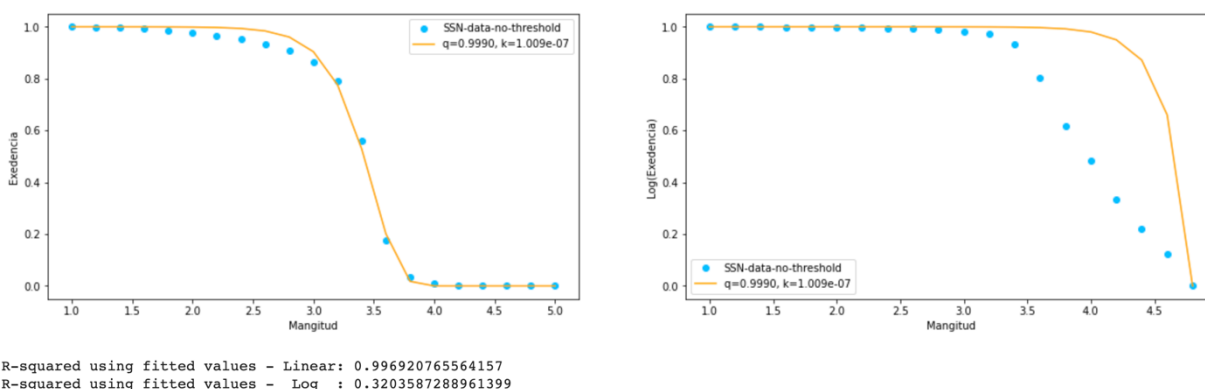 1.0
0.8
0.6
0.4
0.2
0.0
Exedencia
SSN-data-no-threshold
q=0.9990, k=1.009e-07
1.0 1.5 2.0 2.5 3.0 3.5 4.0 4.5 5.0
Mangitud
1.0
0.8
0.6
0.4
0.2
0.0
Log(Exedencia)
SSN-data-no-threshold
q=0.9990, k=1.009e-07
1.0 1.5 2.0 2.5 3.0 3.5 4.0 4.5
Mangitud
R-squared using fitted values - Linear: 0.996920765564157
R-squared using fitted values -  Log  : 0.3203587288961399